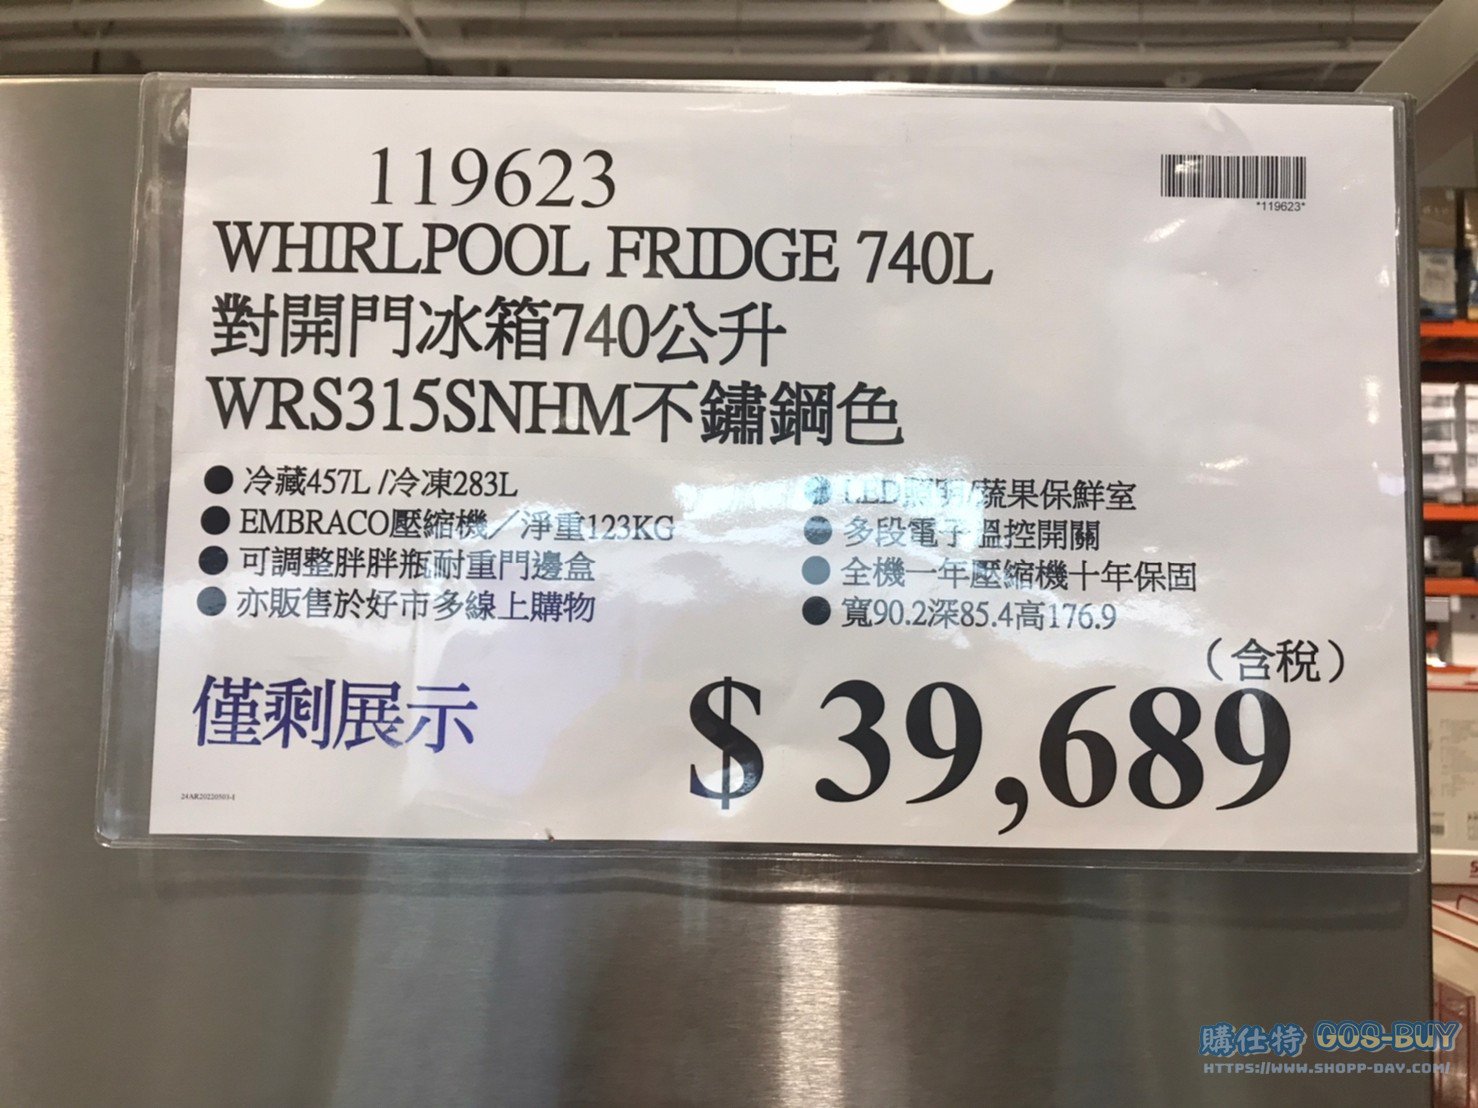 119623
*119623*
WHIRLPOOL FRIDGE 740L
對開門冰箱740公升
WRS315SNHM不鏽鋼色
● 冷藏457L /冷凍283L
● EMBRACO壓縮機／淨重123KG
● 可調整胖胖瓶耐重門邊盒
● 亦販售於好市多線上購物
● LED照明/蔬果保鮮室
● 多段電子溫控開關
● 全機一年壓縮機十年保固
● 寬90.2深85.4高176.9
（含稅）
僅剩展示
$ 39,689
24AR20220503-I
購仕特 GOS-BUY
HTTPS://WWW.SHOPP-DAY.COM/